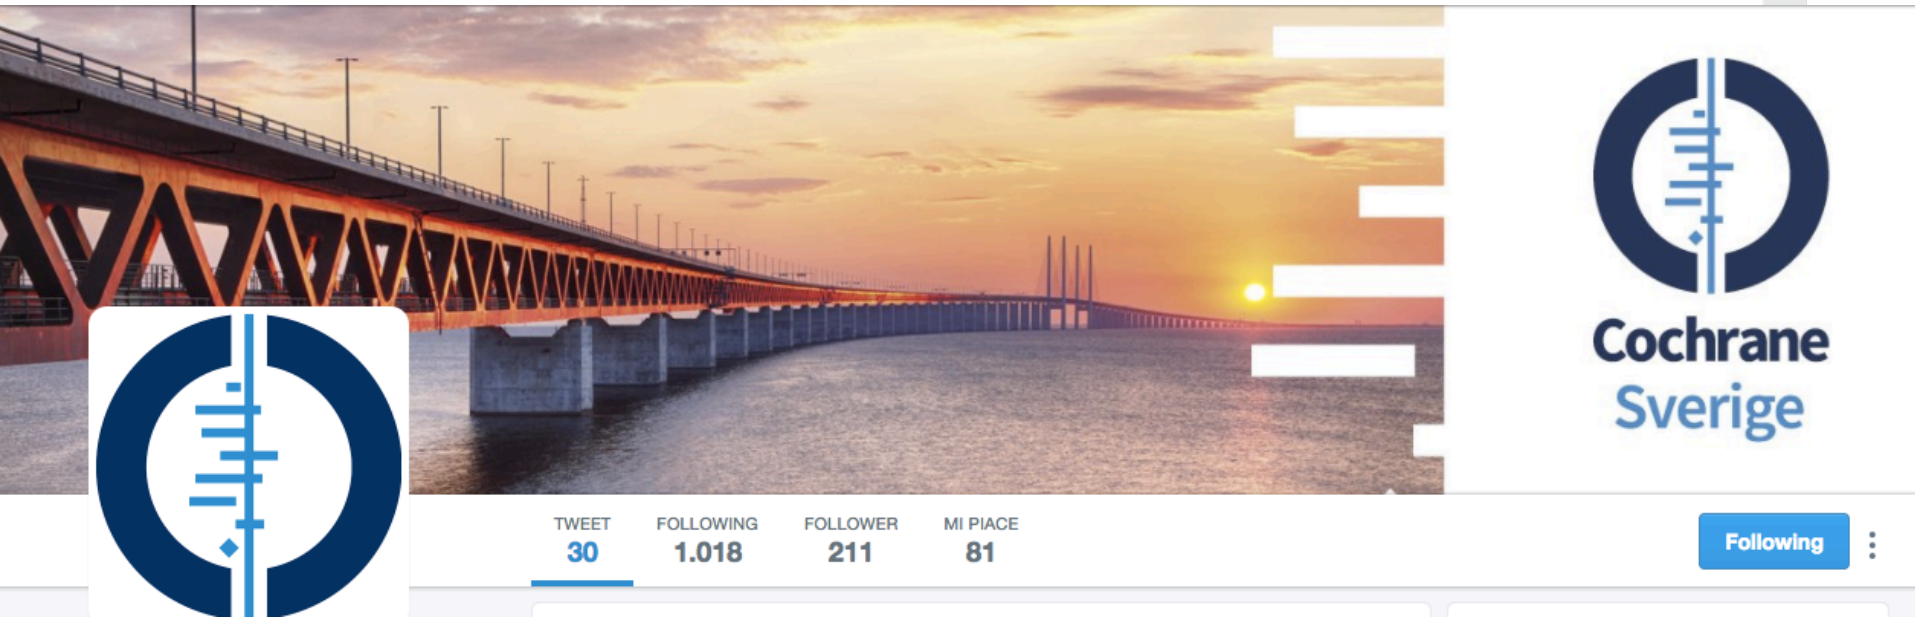 Cochrane
Sverige
TWEET FOLLOWING FOLLOWER MI PIACE
30 1.018 211 81
Following